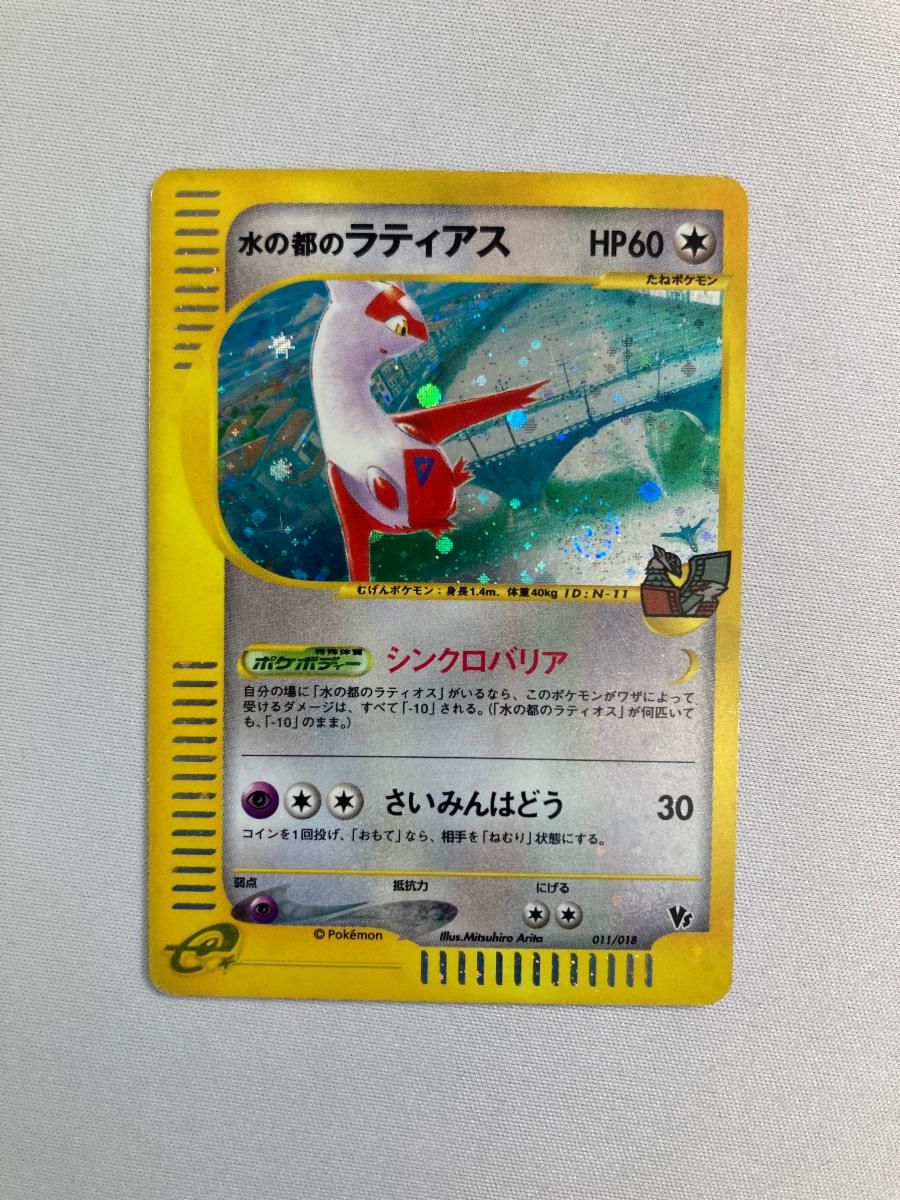 水の都のラティアス HP60
たねポケモン
むげんポケモン：身長1.4m、体重40kg ID:N-11
特殊体質
ポケボディー シンクロバリア
自分の場に「水の都のラティオス」がいるなら、このポケモンがワザによって
受けるダメージは、すべて「-10」される。（「水の都のラティオス」が何匹いて
も、「-10」のまま。）
さいみんはどう 30
コインを1回投げ、「おもて」なら、相手を「ねむり」状態にする。
弱点 抵抗力 にげる
Vs
© Pokémon Illus.Mitsuhiro Arita 011/018
e